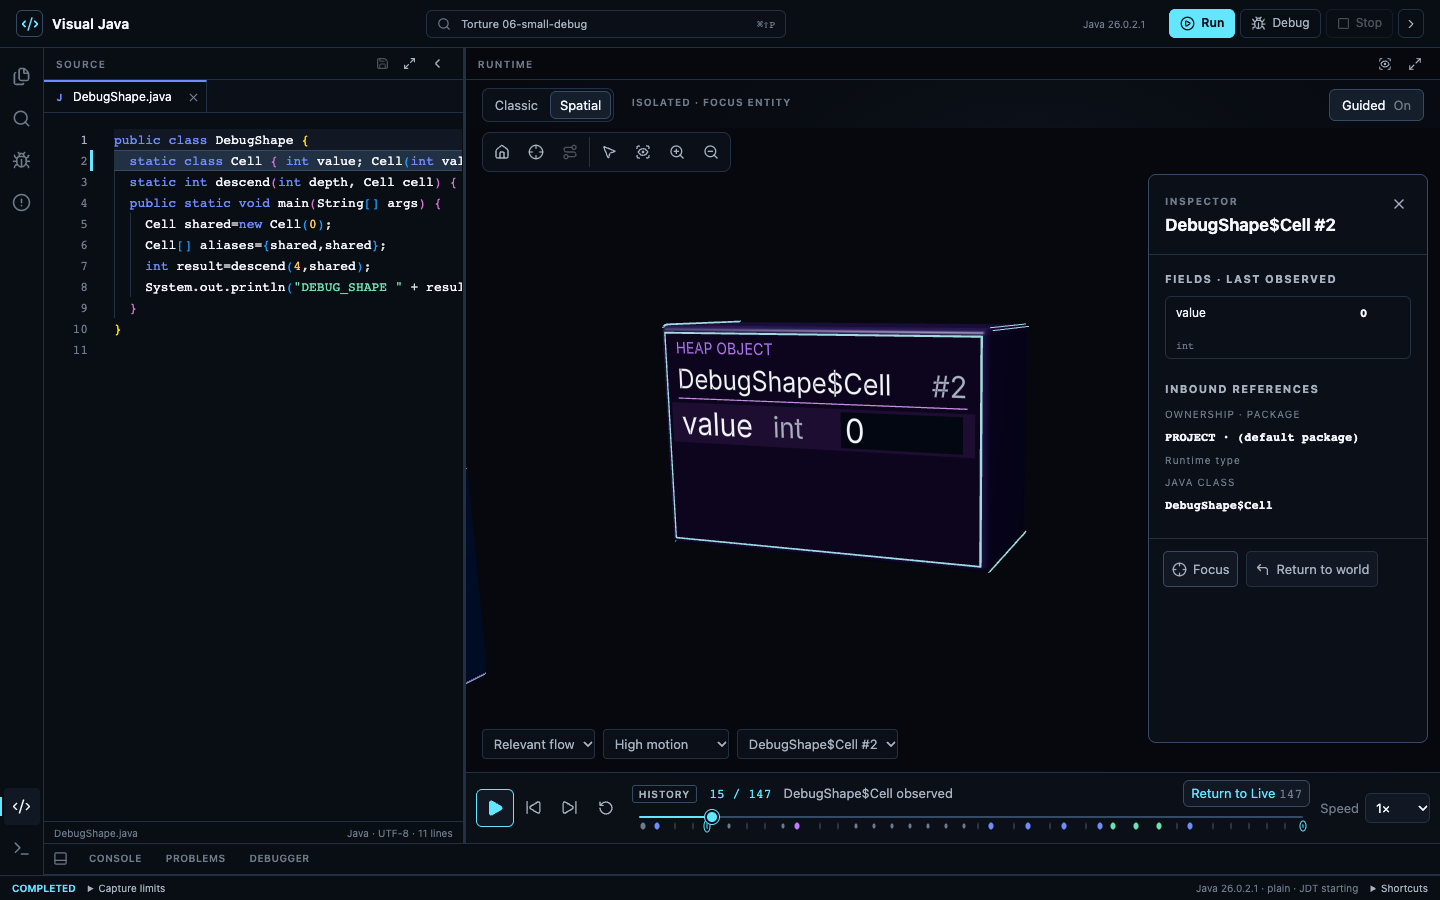 Visual Java
Torture 06-small-debug
⌘⇧P
Java 26.0.2.1
Run
Debug
Stop
SOURCE
RUNTIME
J DebugShape.java
Classic
Spatial
ISOLATED · FOCUS ENTITY
Guided On
1 public class DebugShape {
2 static class Cell { int value; Cell(int val
3 static int descend(int depth, Cell cell) {
4 public static void main(String[] args) {
5 Cell shared=new Cell(0);
6 Cell[] aliases={shared,shared};
7 int result=descend(4,shared);
8 System.out.println("DEBUG_SHAPE " + resul
9 }
10 }
11
HEAP OBJECT
DebugShape$Cell #2
value int 0
INSPECTOR
DebugShape$Cell #2
FIELDS · LAST OBSERVED
value 0
int
INBOUND REFERENCES
OWNERSHIP · PACKAGE
PROJECT · (default package)
Runtime type
JAVA CLASS
DebugShape$Cell
Focus
Return to world
Relevant flow
High motion
DebugShape$Cell #2
HISTORY
15 / 147
DebugShape$Cell observed
Return to Live 147
Speed
1×
DebugShape.java
Java · UTF-8 · 11 lines
CONSOLE
PROBLEMS
DEBUGGER
COMPLETED
Capture limits
Java 26.0.2.1 · plain · JDT starting
Shortcuts